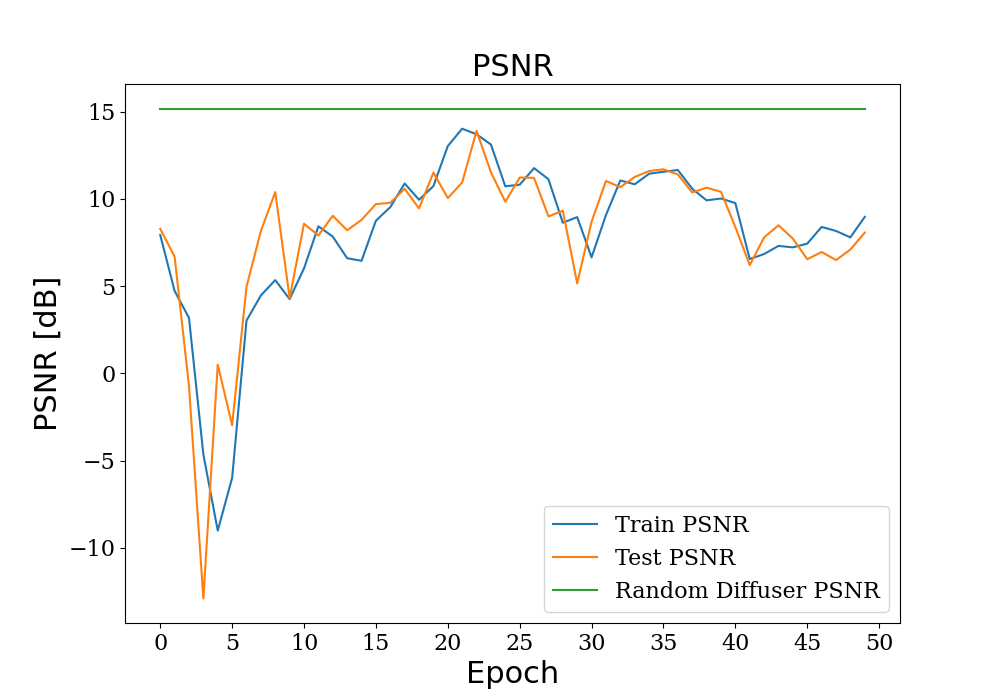 PSNR
PSNR [dB]
15
10
5
0
−5
−10
Train PSNR
Test PSNR
Random Diffuser PSNR
0 5 10 15 20 25 30 35 40 45 50
Epoch